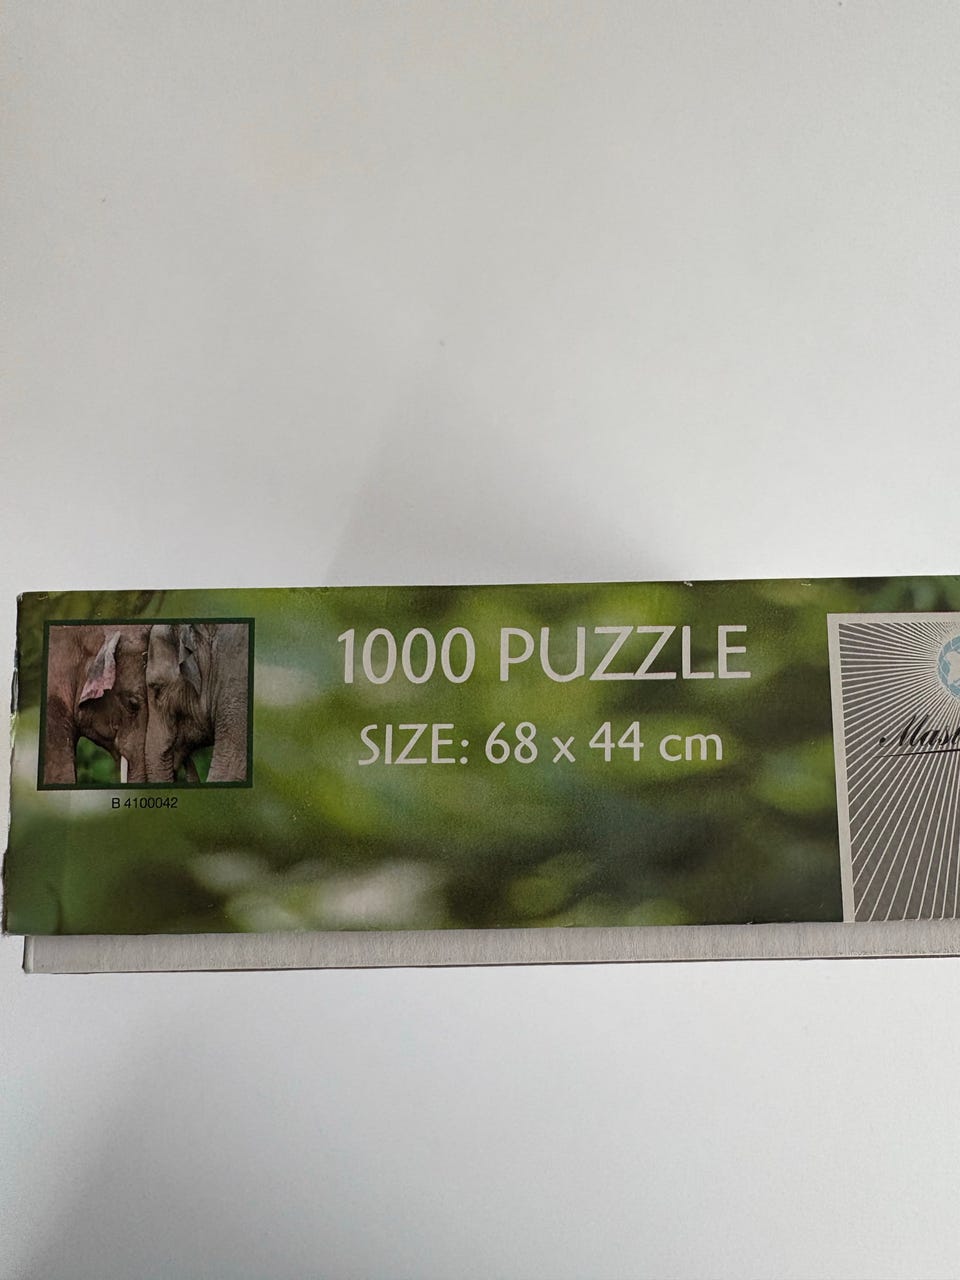 1000 PUZZLE
SIZE: 68 x 44 cm
B 4100042